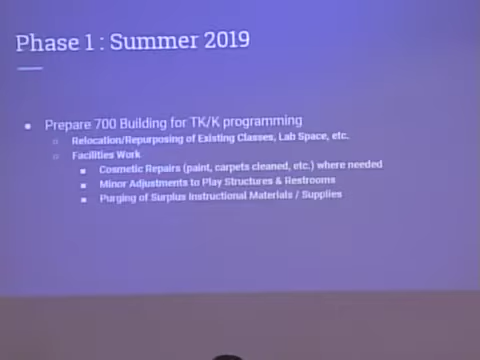 Phase 1 : Summer 2019
Prepare 700 Building for TK/K programming
Relocation/Repurposing of Existing Classes, Lab Space, etc.
Facilities Work
Cosmetic Repairs (paint, carpets cleaned, etc.) where needed
Minor Adjustments to Play Structures & Restrooms
Purging of Surplus Instructional Materials / Supplies